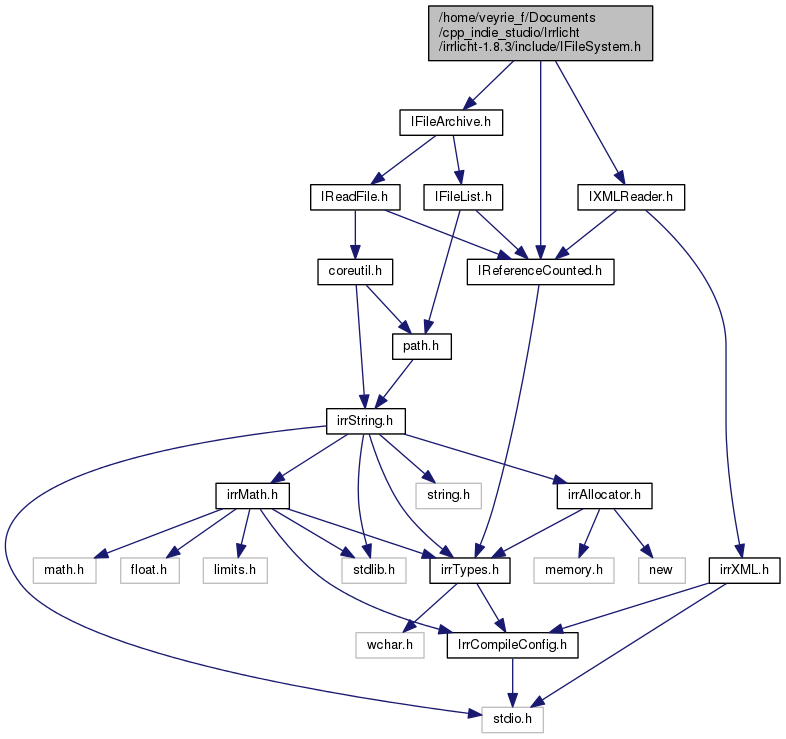 /home/veyrie_f/Documents
/cpp_indie_studio/Irrlicht
/irrlicht-1.8.3/include/IFileSystem.h
IFileArchive.h
IReadFile.h
IFileList.h
IXMLReader.h
coreutil.h
IReferenceCounted.h
path.h
irrString.h
irrMath.h
string.h
irrAllocator.h
math.h
float.h
limits.h
stdlib.h
irrTypes.h
memory.h
new
irrXML.h
wchar.h
IrrCompileConfig.h
stdio.h